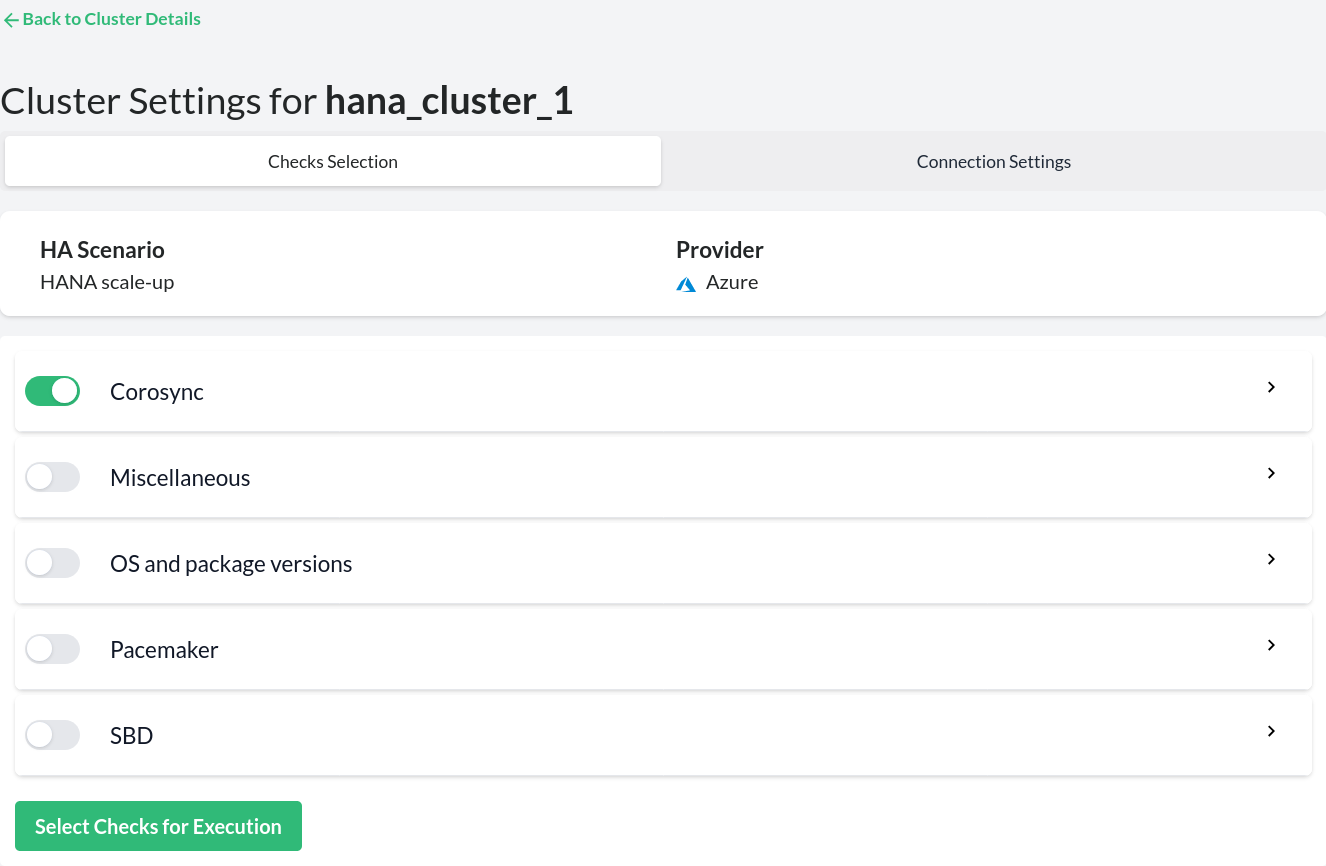 Back to Cluster Details
Cluster Settings for hana_cluster_1
Checks Selection
Connection Settings
HA Scenario
Provider
HANA scale-up
Azure
Corosync
Miscellaneous
OS and package versions
Pacemaker
SBD
Select Checks for Execution